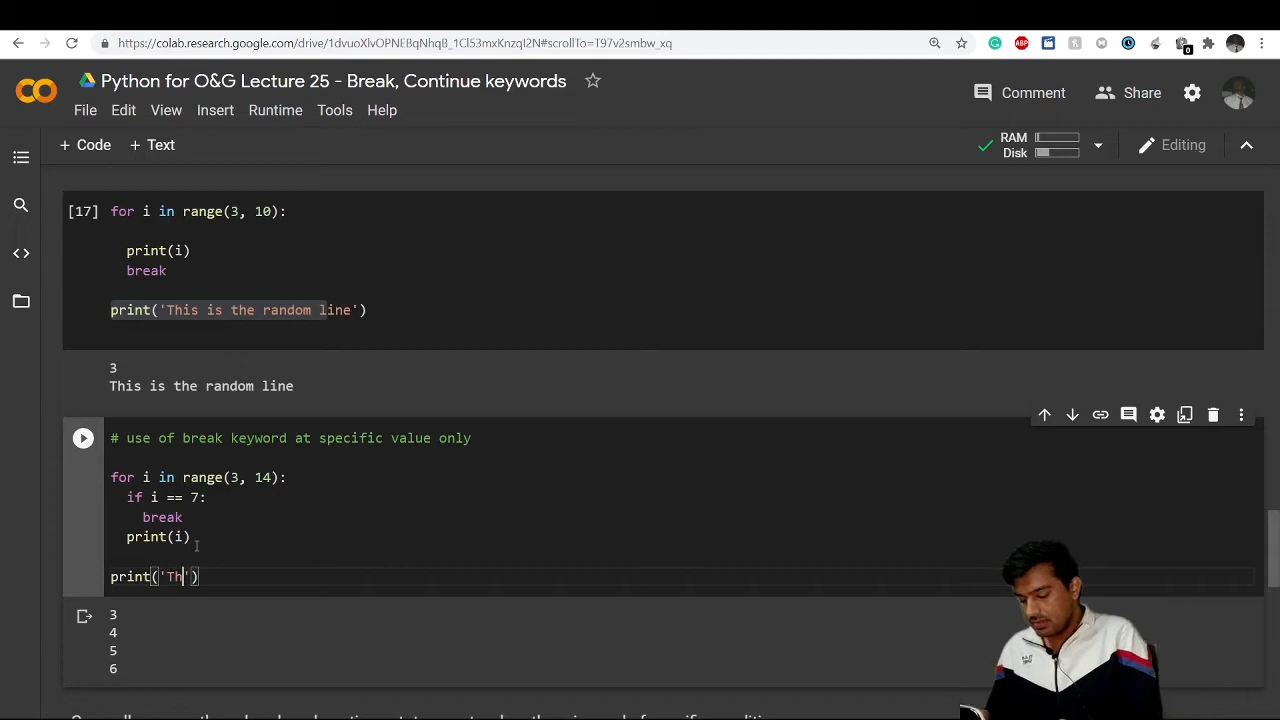 https://colab.research.google.com/drive/1dvuoXlvOPNEBqNhqB_1Cl53mxKnzqI2N#scrollTo=T97v2smbw_xq
Python for O&G Lecture 25 - Break, Continue keywords
Comment
Share
File Edit View Insert Runtime Tools Help
+ Code + Text
RAM
Disk
Editing
[17] for i in range(3, 10):
print(i)
break
print('This is the random line')
3
This is the random line
# use of break keyword at specific value only
for i in range(3, 14):
if i == 7:
break
print(i)
print('Th')
3
4
5
6